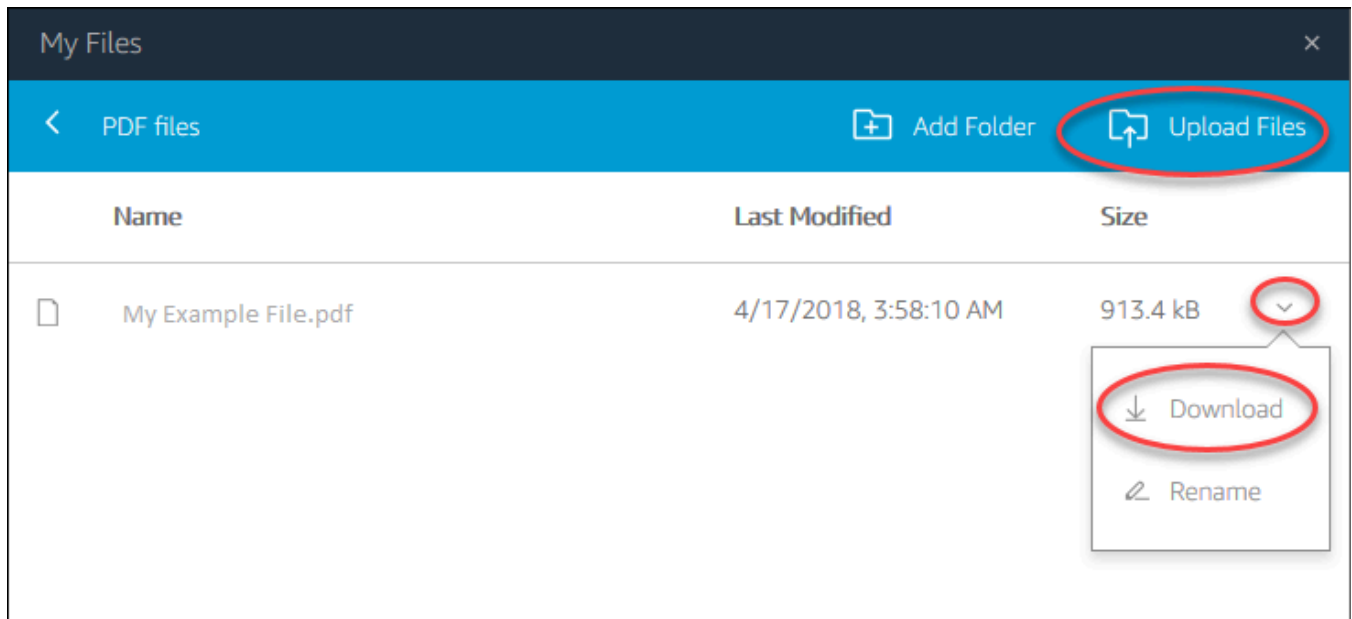 My Files
PDF files Add Folder Upload Files
Name Last Modified Size
My Example File.pdf 4/17/2018, 3:58:10 AM 913.4 kB
Download
Rename